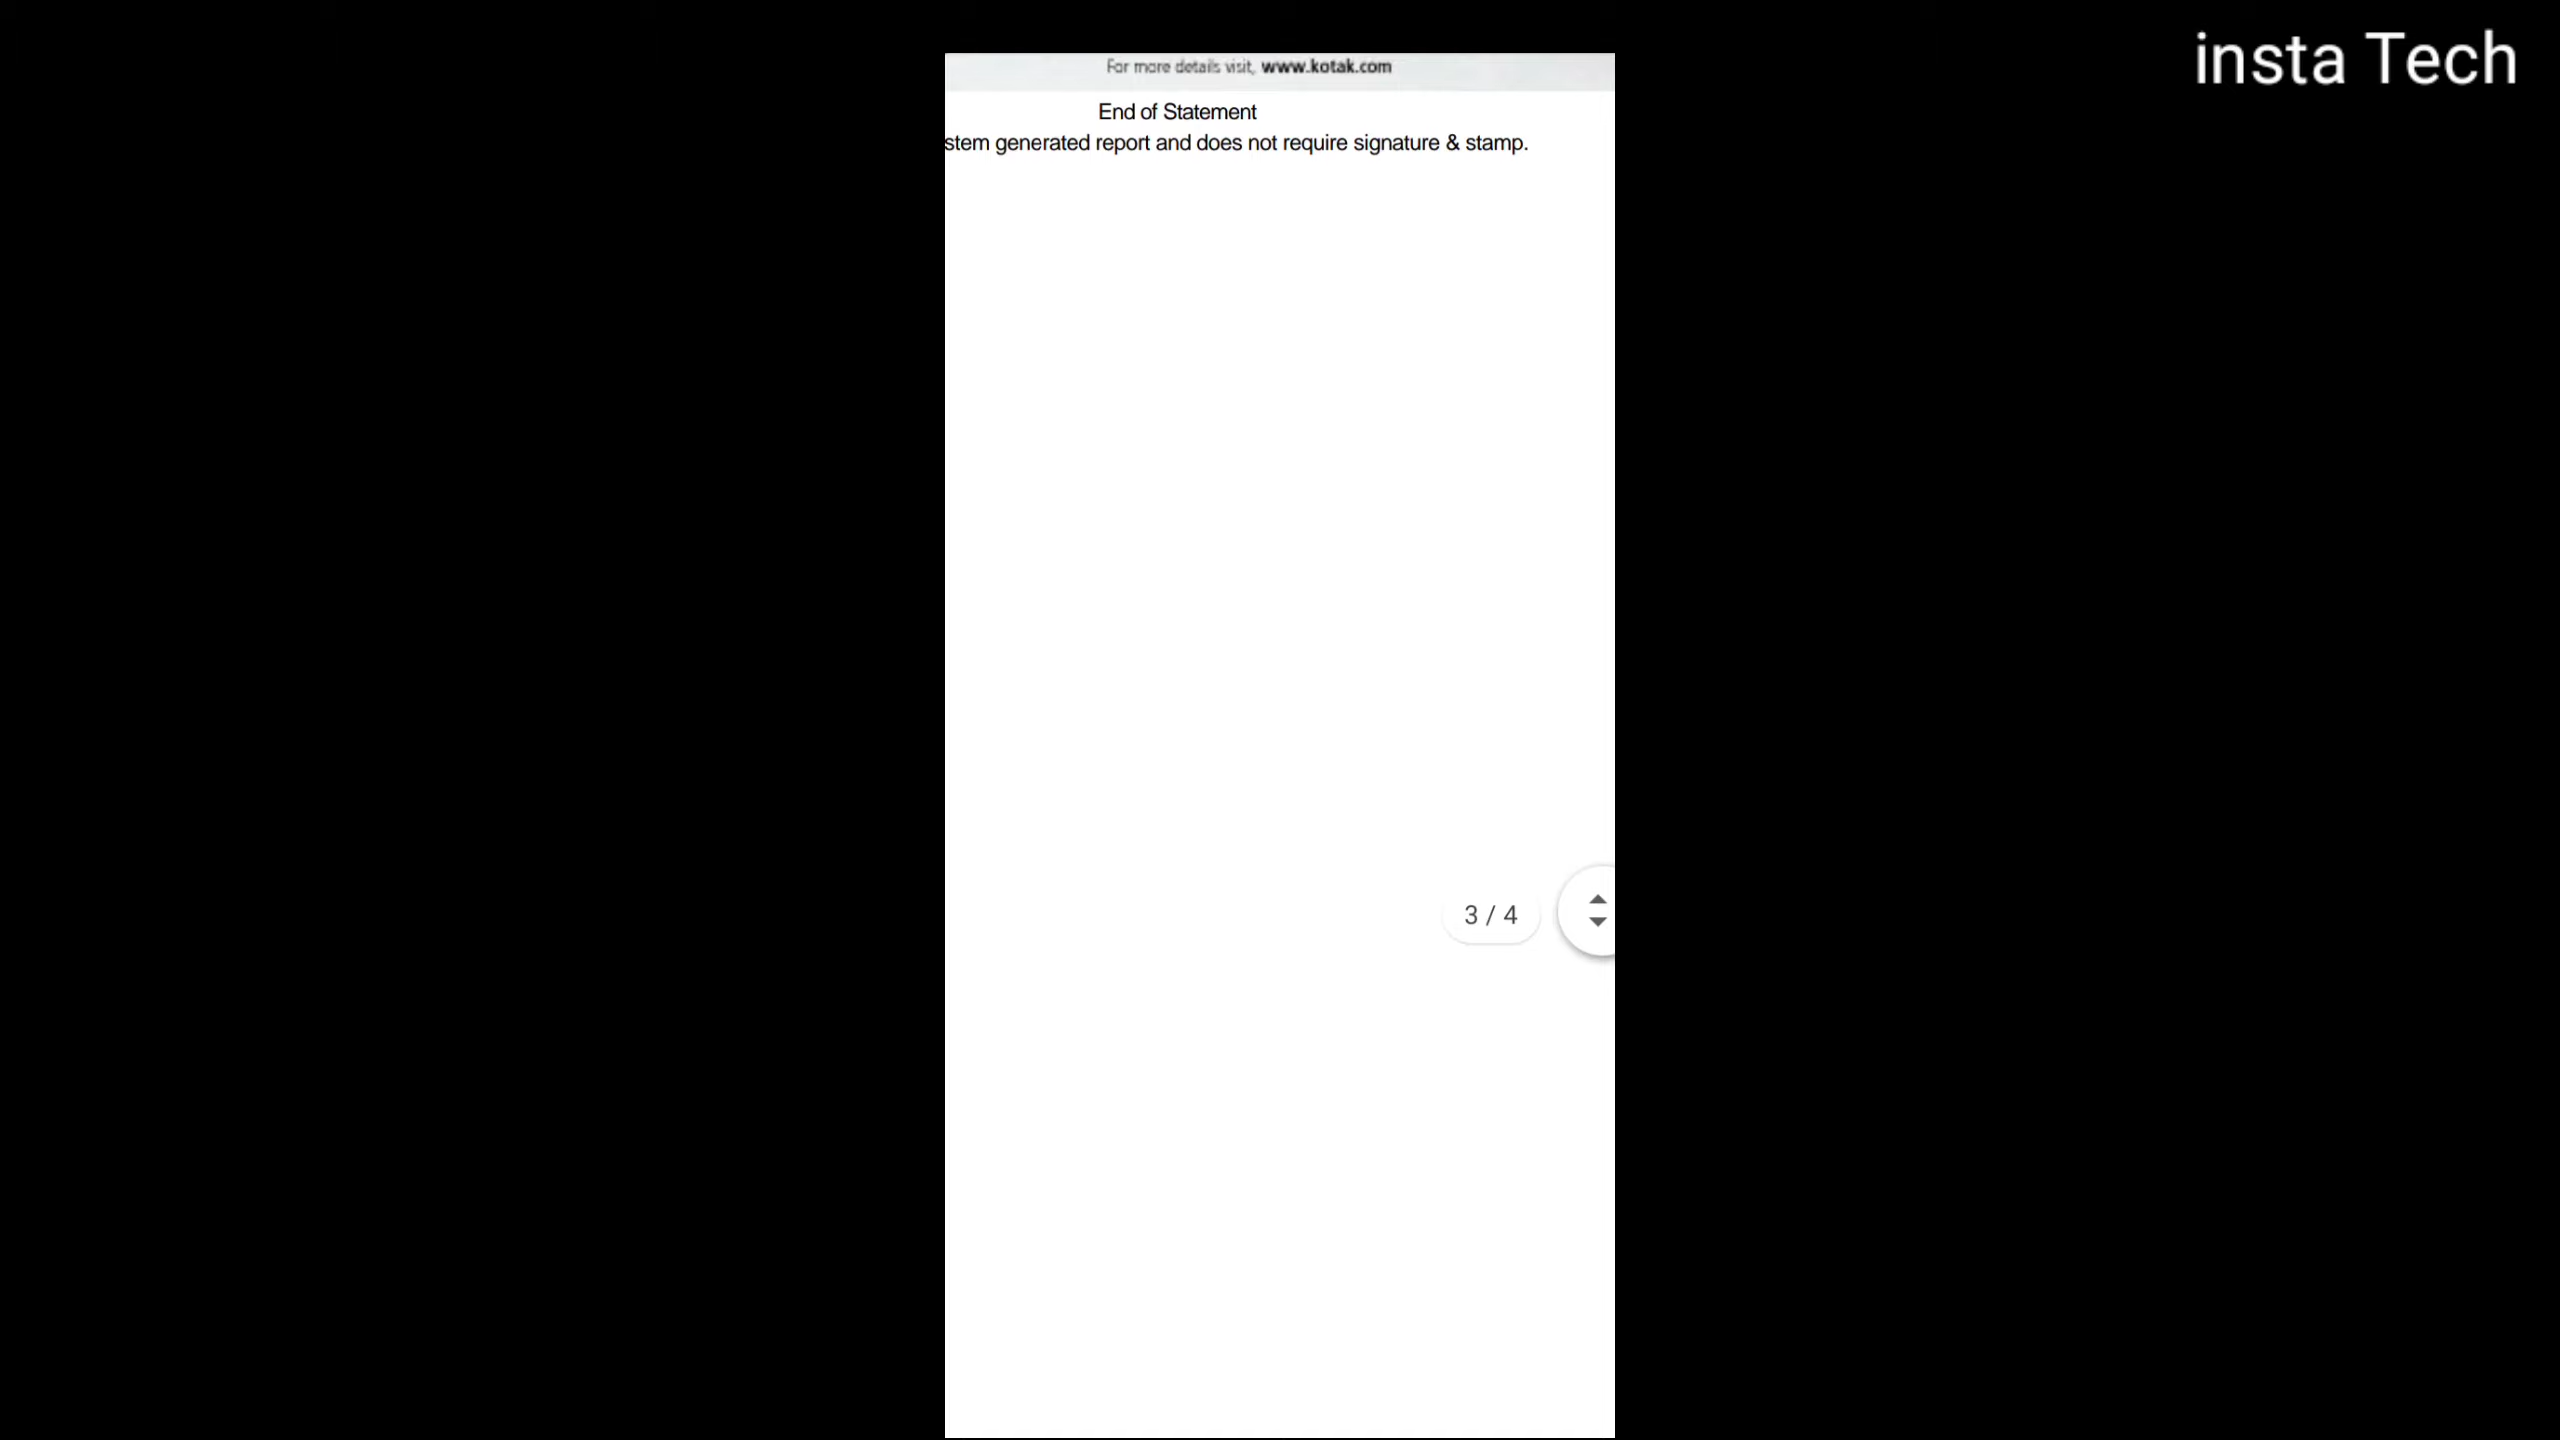 insta Tech
For more details visit, www.kotak.com
End of Statement
stem generated report and does not require signature & stamp.
3 / 4